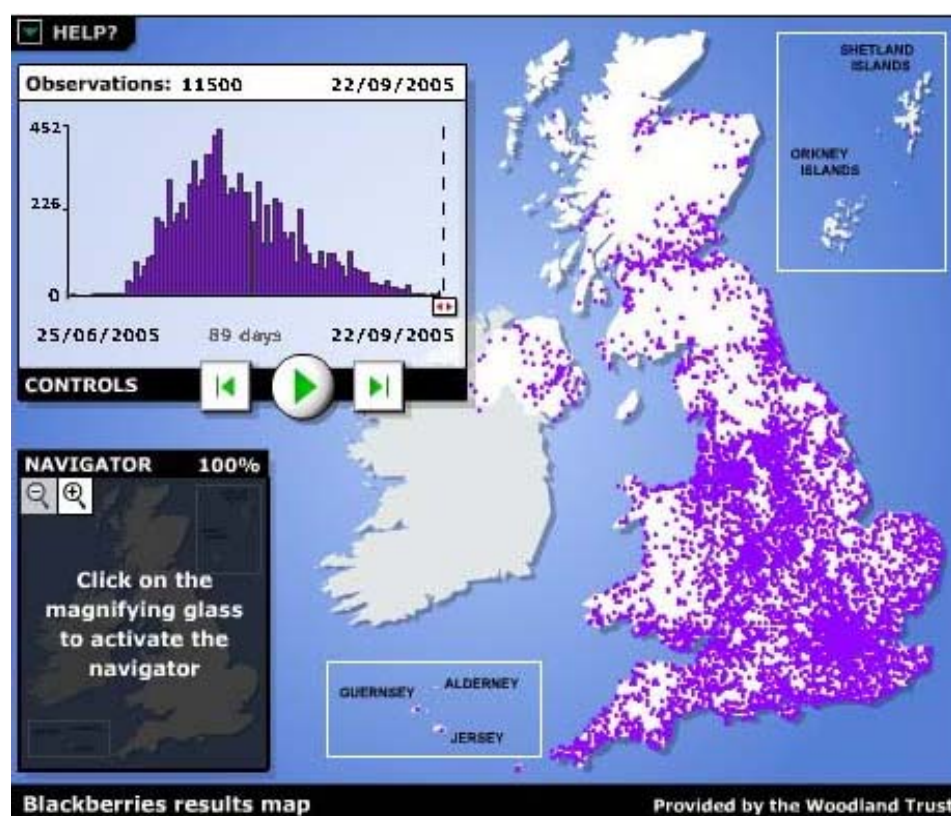 HELP?
Observations: 11500 22/09/2005
452
226
0
25/06/2005 89 days 22/09/2005
CONTROLS
NAVIGATOR 100%
Click on the
magnifying glass
to activate the
navigator
SHETLAND
ISLANDS
ORKNEY
ISLANDS
GUERNSEY
ALDERNEY
JERSEY
Blackberries results map
Provided by the Woodland Trust